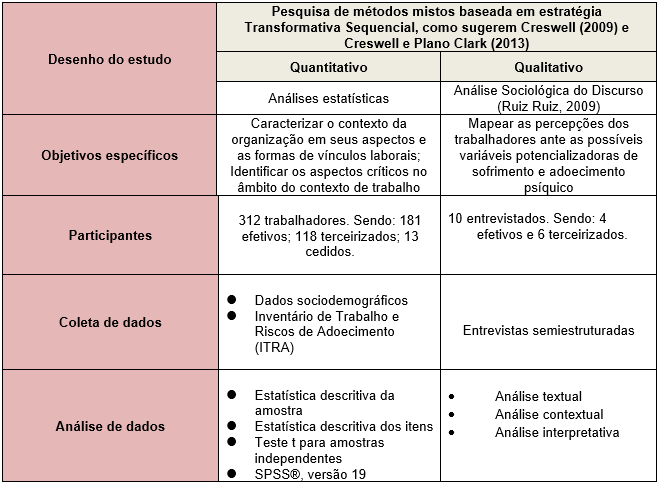 Desenho do estudo
Pesquisa de métodos mistos baseada em estratégia
Transformativa Sequencial, como sugerem Creswell (2009) e
Creswell e Plano Clark (2013)
Quantitativo
Qualitativo
Análises estatísticas
Análise Sociológica do Discurso
(Ruiz Ruiz, 2009)
Objetivos específicos
Caracterizar o contexto da
organização em seus aspectos e
as formas de vínculos laborais;
Identificar os aspectos críticos no
âmbito do contexto de trabalho
Mapear as percepções dos
trabalhadores ante as possíveis
variáveis potencializadoras de
sofrimento e adoecimento
psíquico
Participantes
312 trabalhadores. Sendo: 181
efetivos; 118 terceirizados; 13
cedidos.
10 entrevistados. Sendo: 4
efetivos e 6 terceirizados.
Coleta de dados
● Dados sociodemográficos
● Inventário de Trabalho e
Riscos de Adoecimento
(ITRA)
Entrevistas semiestruturadas
Análise de dados
● Estatística descritiva da
amostra
● Estatística descritiva dos itens
● Teste t para amostras
independentes
● SPSS®, versão 19
• Análise textual
• Análise contextual
• Análise interpretativa